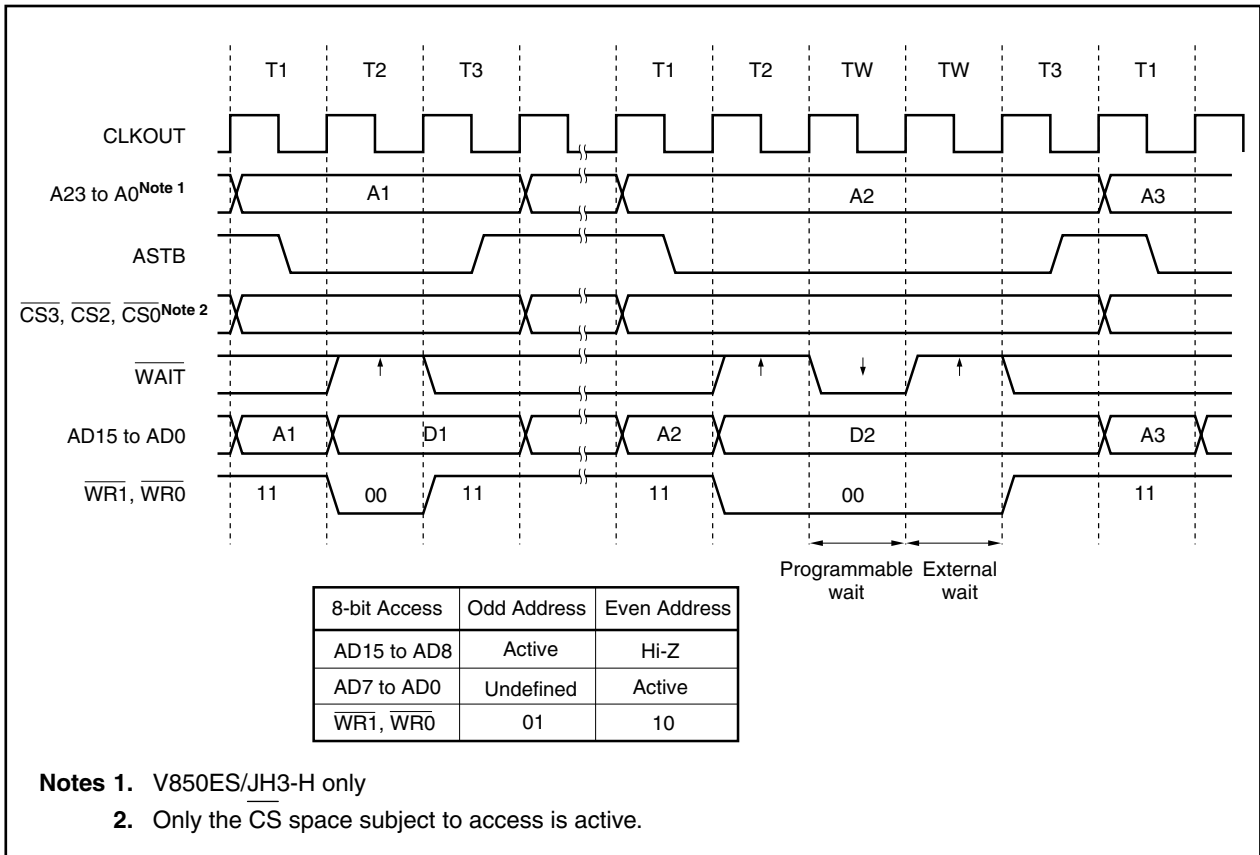 T1 T2 T3 T1 T2 TW TW T3 T1
CLKOUT
A23 to A0Note 1 A1 A2 A3
ASTB
CS3, CS2, CS0Note 2
WAIT
AD15 to AD0 A1 D1 A2 D2 A3
WR1, WR0 11 00 11 11 00 11
Programmable wait External wait
8-bit Access Odd Address Even Address
AD15 to AD8 Active Hi-Z
AD7 to AD0 Undefined Active
WR1, WR0 01 10
Notes 1. V850ES/JH3-H only
2. Only the CS space subject to access is active.